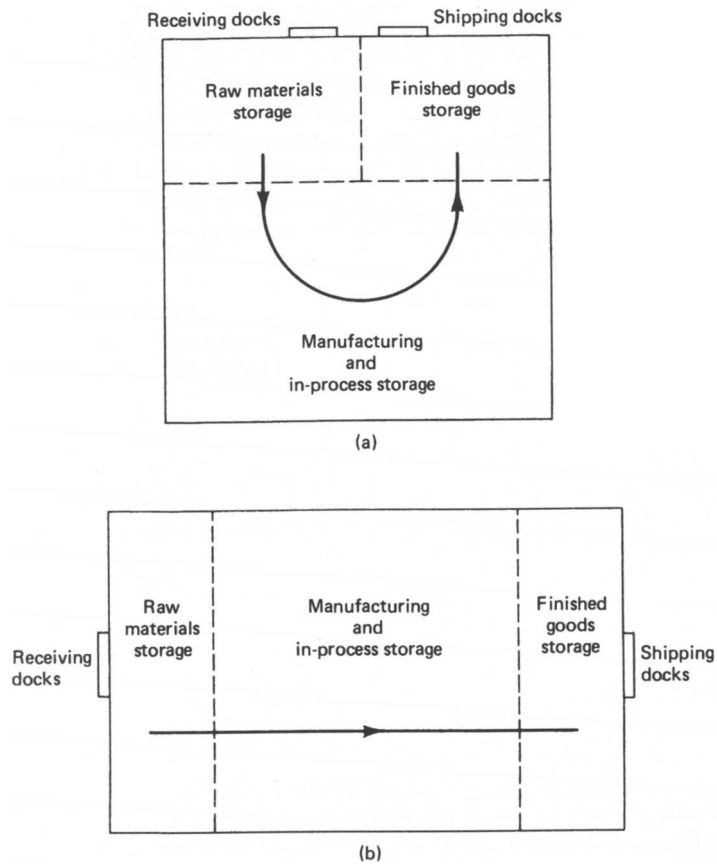 Receiving docks
Shipping docks
Raw materials
storage
Finished goods
storage
Manufacturing
and
in-process storage
(a)
Receiving
docks
Raw
materials
storage
Manufacturing
and
in-process storage
Finished
goods
storage
Shipping
docks
(b)